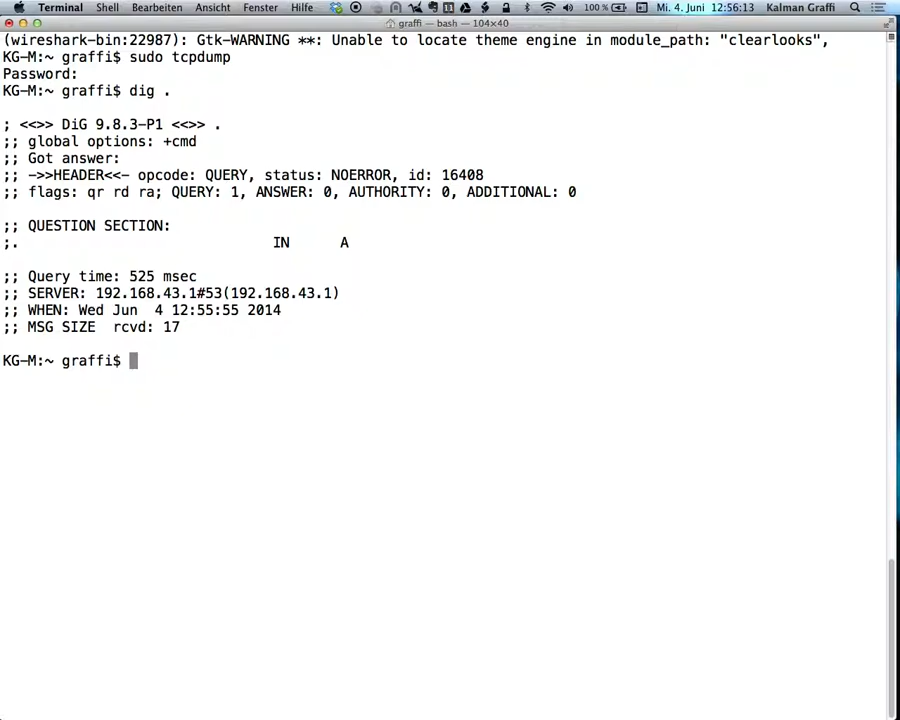 Terminal Shell Bearbeiten Ansicht Fenster Hilfe 100 % Mi. 4. Juni 12:56:13 Kalman Graffi
graffi — bash — 104×40
(wireshark-bin:22987): Gtk-WARNING **: Unable to locate theme engine in module_path: "clearlooks",
KG-M:~ graffi$ sudo tcpdump
Password:
KG-M:~ graffi$ dig .
; <<>> DiG 9.8.3-P1 <<>> .
;; global options: +cmd
;; Got answer:
;; ->>HEADER<<- opcode: QUERY, status: NOERROR, id: 16408
;; flags: qr rd ra; QUERY: 1, ANSWER: 0, AUTHORITY: 0, ADDITIONAL: 0
;; QUESTION SECTION:
;. IN A
;; Query time: 525 msec
;; SERVER: 192.168.43.1#53(192.168.43.1)
;; WHEN: Wed Jun  4 12:55:55 2014
;; MSG SIZE  rcvd: 17
KG-M:~ graffi$